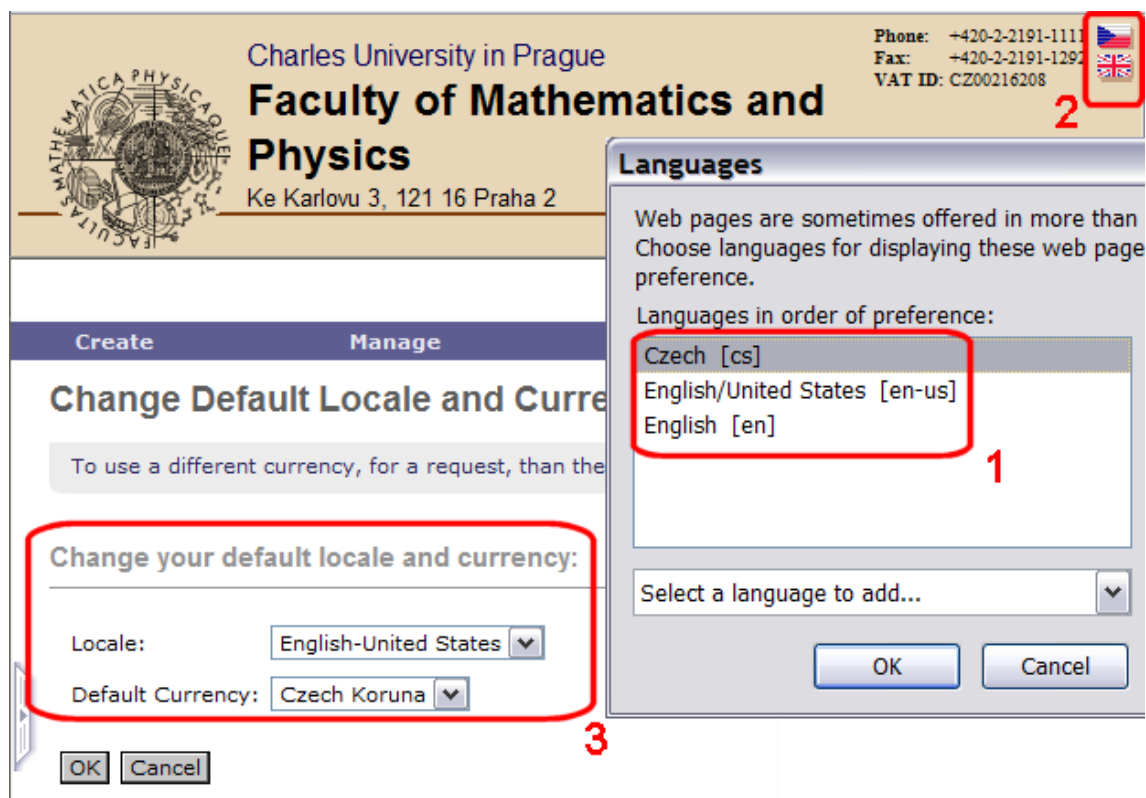 Charles University in Prague
Faculty of Mathematics and
Physics
Ke Karlovu 3, 121 16 Praha 2
Phone: +420-2-2191-1111
Fax: +420-2-2191-1292
VAT ID: CZ00216208
2
MATHEMATICA PHYSICAQUE
FACULTAS
Languages
Web pages are sometimes offered in more than
Choose languages for displaying these web page
preference.
Languages in order of preference:
Czech [cs]
English/United States [en-us]
English [en]
1
Select a language to add...
OK Cancel
Create Manage
Change Default Locale and Curre
To use a different currency, for a request, than the
Change your default locale and currency:
Locale: English-United States
Default Currency: Czech Koruna
3
OK Cancel